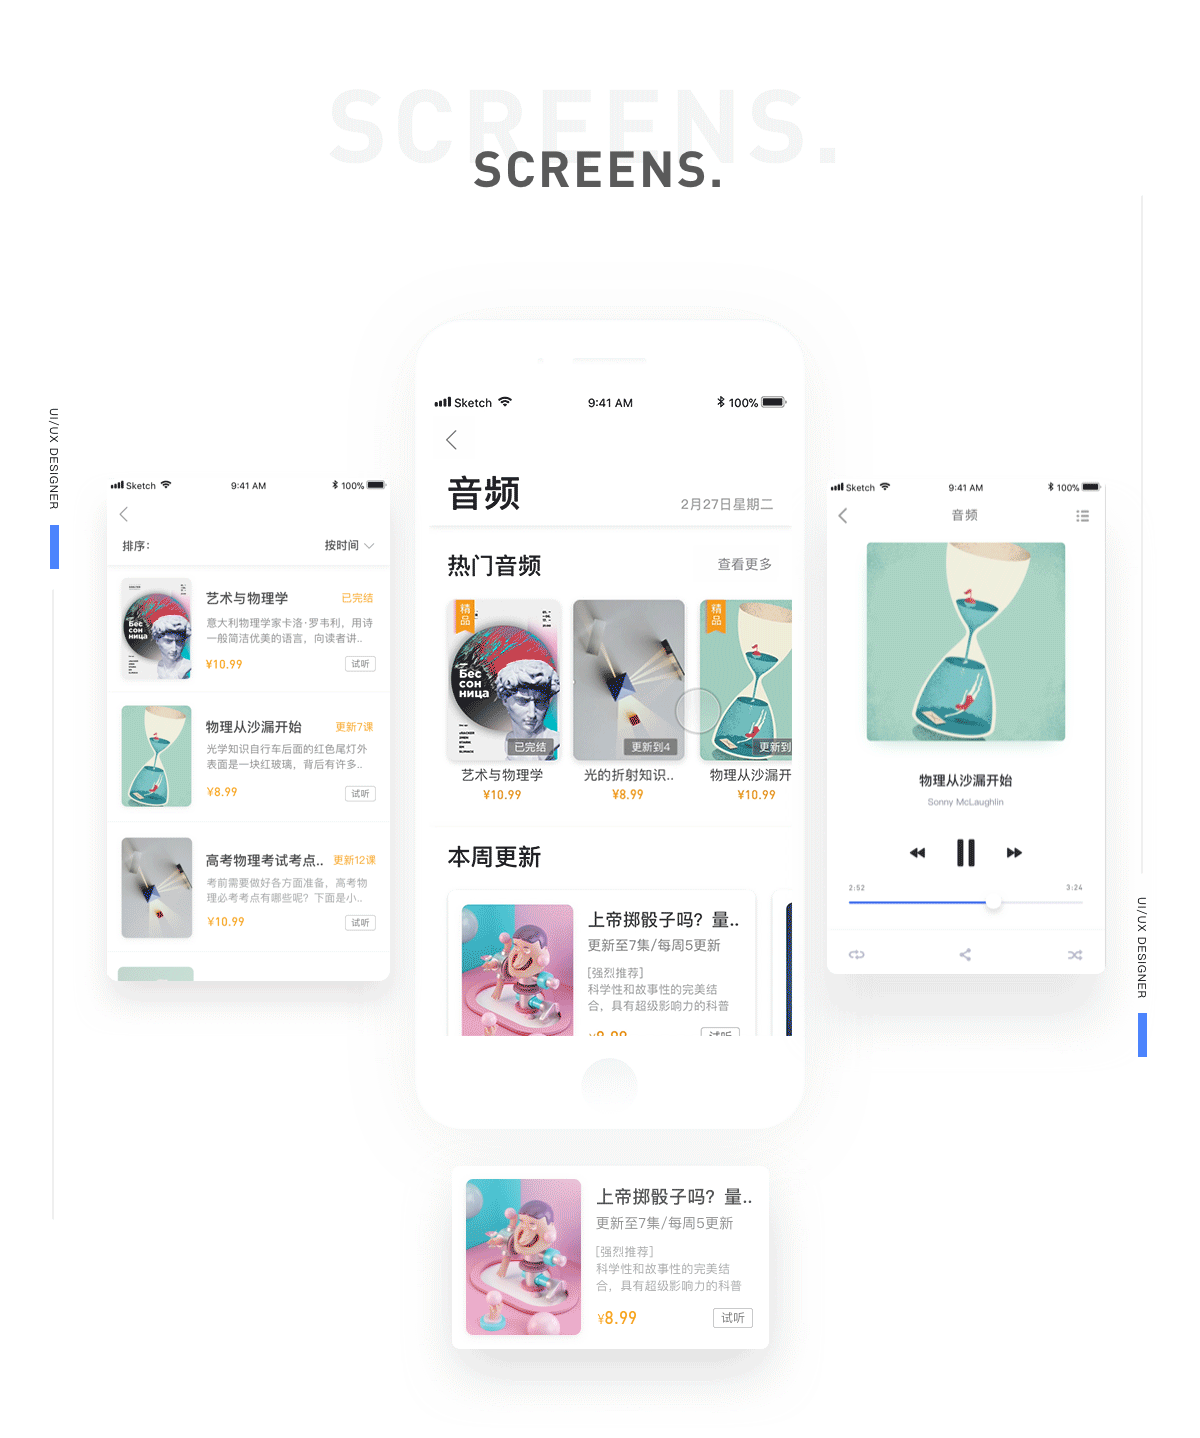 SCREENS.
SCREENS.
UI/UX DESIGNER
Sketch
9:41 AM
100%
排序:
按时间
艺术与物理学
已完结
意大利物理学家卡洛·罗韦利，用诗
一般简洁优美的语言，向读者讲..
¥10.99
试听
物理从沙漏开始
更新7课
光学知识自行车后面的红色尾灯外
表面是一块红玻璃，背后有许多..
¥8.99
试听
高考物理考试考点..
更新12课
考前需要做好各方面准备，高考物
理必考考点有哪些呢？下面是小..
¥10.99
试听
Sketch
9:41 AM
100%
音频
2月27日星期二
热门音频
查看更多
精品
Бес
сон
ница
已完结
更新到4
精品
更新到
艺术与物理学
光的折射知识..
物理从沙漏开
¥10.99
¥8.99
¥10.99
本周更新
上帝掷骰子吗？量..
更新至7集/每周5更新
[强烈推荐]
科学性和故事性的完美结
合，具有超级影响力的科普
¥8.99
试听
Sketch
9:41 AM
100%
音频
物理从沙漏开始
Sonny McLaughlin
2:52
3:24
UI/UX DESIGNER
上帝掷骰子吗？量..
更新至7集/每周5更新
[强烈推荐]
科学性和故事性的完美结
合，具有超级影响力的科普
¥8.99
试听